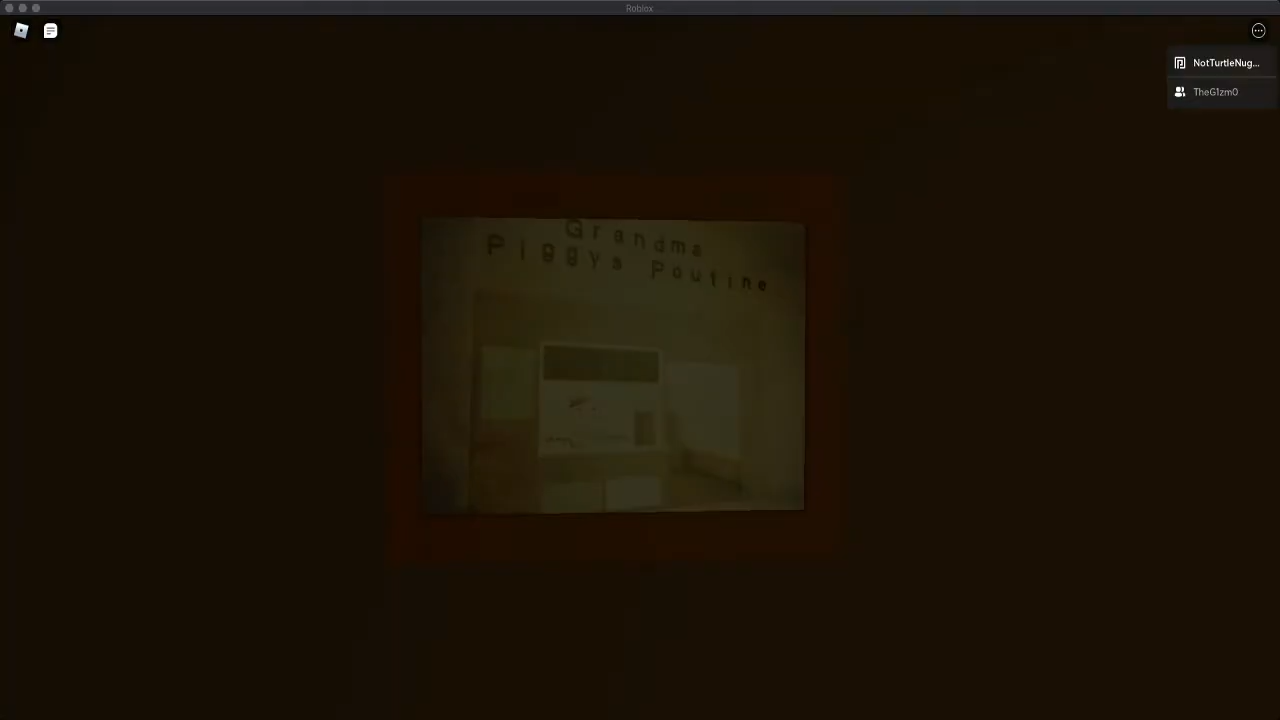 Roblox
NotTurtleNug...
TheG1zm0
Grandma
Piggys Poutine